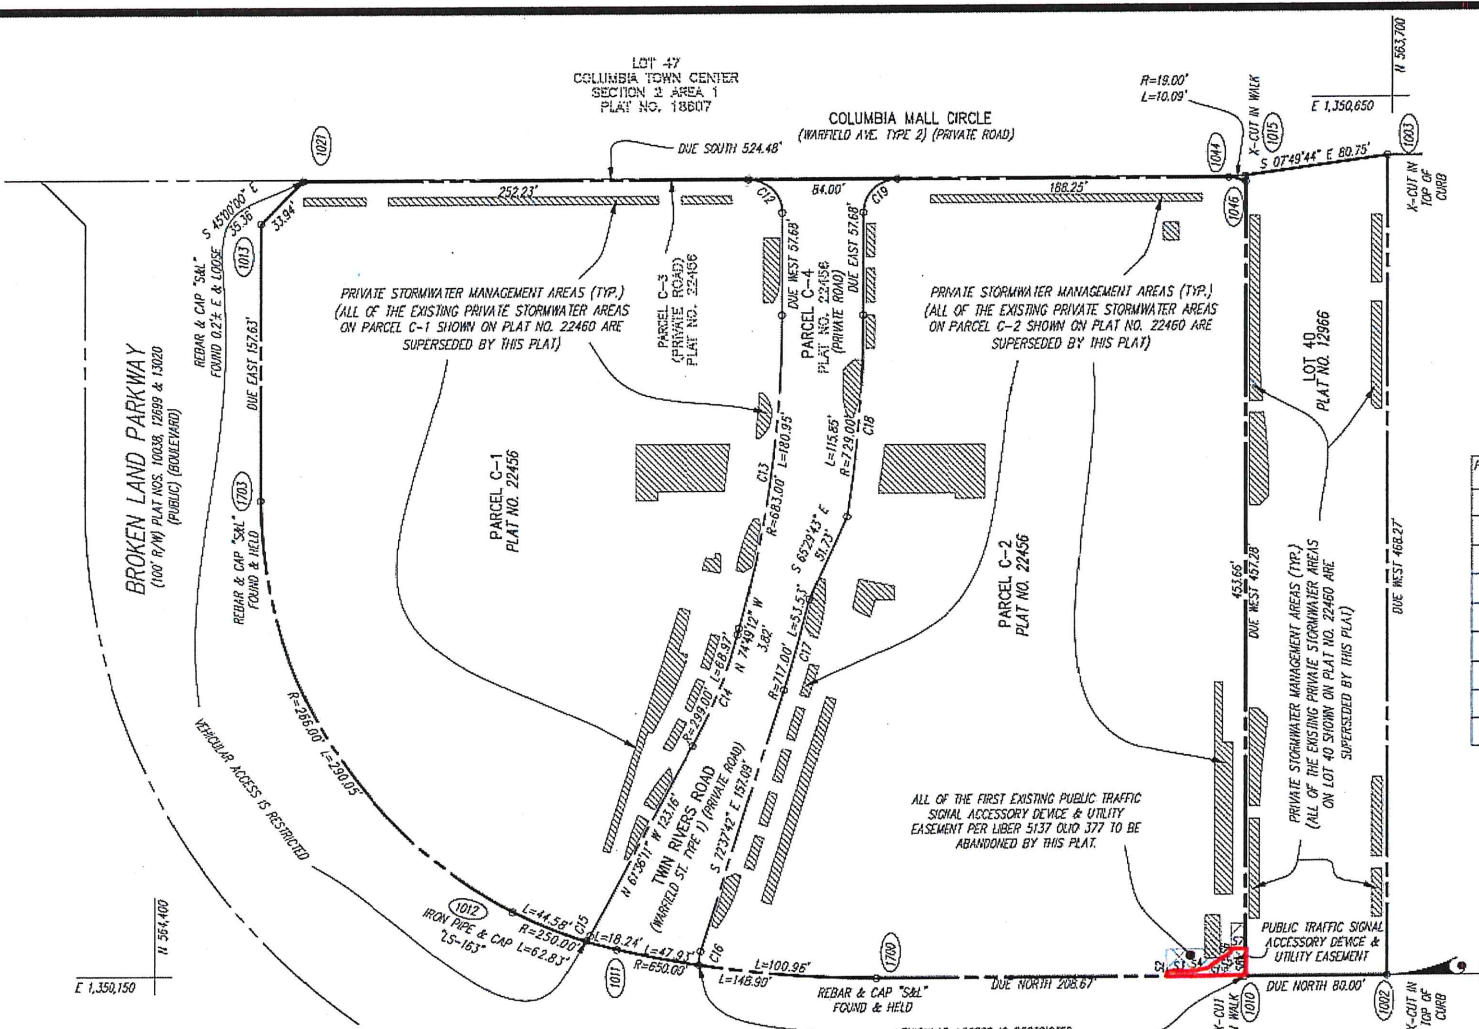 LOT 47
COLUMBIA TOWN CENTER
SECTION 2 AREA 1
PLAT NO. 18607
COLUMBIA MALL CIRCLE
(WARFIELD AVE. TYPE 2) (PRIVATE ROAD)
DUE SOUTH 524.48'
R=19.00'
L=10.09'
X-CUT IN WALK
1015
N 563,700
E 1,350,650
1003
X-CUT IN
TOP OF
CURB
1021
1044
S 07°49'44" E 80.75'
252.23'
C12
84.00'
C19
188.25'
1046
S 45°00'00" E
35.36
33.94'
1013
REBAR & CAP "S&L"
FOUND 0.2'± E & LOOSE
DUE EAST 157.63'
DUE WEST 57.68'
DUE EAST 57.68'
PARCEL C-3
(PRIVATE ROAD)
PLAT NO. 22456
PARCEL C-4
PLAT NO. 22456
(PRIVATE ROAD)
PRIVATE STORMWATER MANAGEMENT AREAS (TYP.)
(ALL OF THE EXISTING PRIVATE STORMWATER AREAS
ON PARCEL C-1 SHOWN ON PLAT NO. 22460 ARE
SUPERSEDED BY THIS PLAT)
PRIVATE STORMWATER MANAGEMENT AREAS (TYP.)
(ALL OF THE EXISTING PRIVATE STORMWATER AREAS
ON PARCEL C-2 SHOWN ON PLAT NO. 22460 ARE
SUPERSEDED BY THIS PLAT)
LOT 40
PLAT NO. 12966
BROKEN LAND PARKWAY
(100' R/W) PLAT NOS. 10038, 12699 & 13020
(PUBLIC) (BOULEVARD)
1703
REBAR & CAP "S&L"
FOUND & HELD
PARCEL C-1
PLAT NO. 22456
C13
R=683.00' L=180.95'
L=115.85'
R=729.00'
C18
S 65°29'43" E
51.73'
PARCEL C-2
PLAT NO. 22456
453.66'
DUE WEST 457.28'
DUE WEST 468.27'
PRIVATE STORMWATER MANAGEMENT AREAS (TYP.)
(ALL OF THE EXISTING PRIVATE STORMWATER AREAS
ON LOT 40 SHOWN ON PLAT NO. 22460 ARE
SUPERSEDED BY THIS PLAT)
N 74°49'12" W
3.82'
R=717.00' L=53.53'
C17
R=299.00' L=68.97'
C14
R=266.00' L=290.05'
VEHICULAR ACCESS IS RESTRICTED
N 61°36'11" W 123.16'
TWIN RIVERS ROAD
(WARFIELD ST. TYPE 1) (PRIVATE ROAD)
S 72°37'42" E 157.09'
ALL OF THE FIRST EXISTING PUBLIC TRAFFIC
SIGNAL ACCESSORY DEVICE & UTILITY
EASEMENT PER LIBER 5137 OLIO 377 TO BE
ABANDONED BY THIS PLAT.
1012
IRON PIPE & CAP
"LS-163"
L=44.58'
R=250.00'
L=62.83'
C15
L=18.24'
L=47.93'
R=650.00'
C16
1011
L=100.96'
L=148.90'
1700
REBAR & CAP "S&L"
FOUND & HELD
DUE NORTH 208.67'
C2
S3
S4
PUBLIC TRAFFIC SIGNAL
ACCESSORY DEVICE &
UTILITY EASEMENT
DUE NORTH 80.00'
1010
X-CUT
WALK
1002
X-CUT IN
TOP OF
CURB
N 564,400
E 1,350,150